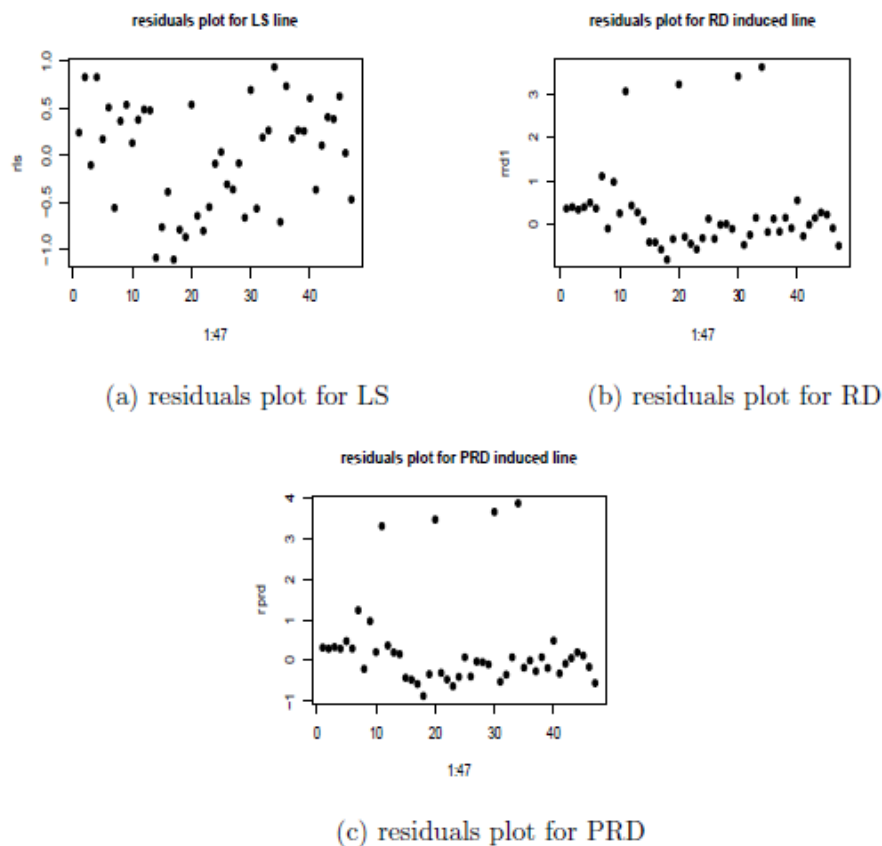 residuals plot for LS line
rls
1.0
0.5
0.0
−0.5
−1.0
0 10 20 30 40
1:47
(a) residuals plot for LS
residuals plot for RD induced line
rrd1
3
2
1
0
0 10 20 30 40
1:47
(b) residuals plot for RD
residuals plot for PRD induced line
rprd
4
3
2
1
0
−1
0 10 20 30 40
1:47
(c) residuals plot for PRD